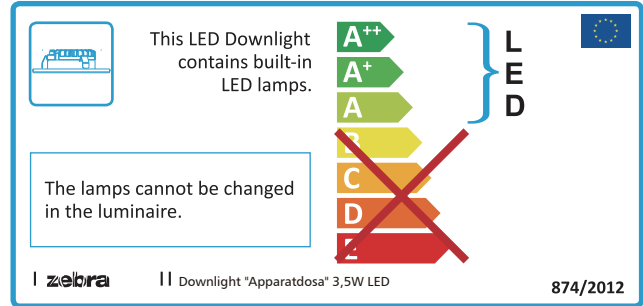 This LED Downlight
contains built-in
LED lamps.
A++
A+
A
B
C
D
E
L
E
D
The lamps cannot be changed
in the luminaire.
I zebra
II Downlight "Apparatdosa" 3,5W LED
874/2012